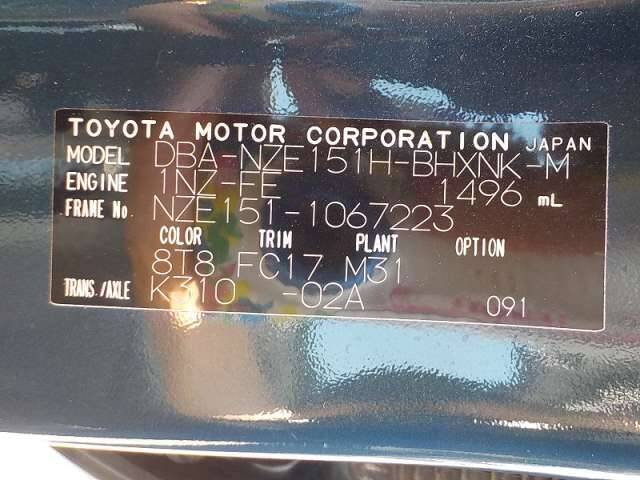 TOYOTA MOTOR CORPORATION JAPAN
MODEL DBA-NZE151H-BHXNK-M
ENGINE 1NZ-FE 1496 mL
FRAME No. NZE151-1067223
COLOR TRIM PLANT OPTION
8T8 FC17 M31
TRANS./AXLE K310 -02A 091